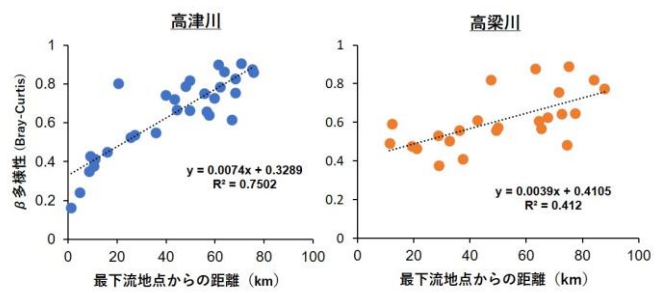 高津川
β多様性 (Bray-Curtis)
1
0.8
0.6
0.4
0.2
0
y = 0.0074x + 0.3289
R² = 0.7502
0 20 40 60 80 100
最下流地点からの距離（km）
高梁川
1
0.8
0.6
0.4
0.2
0
y = 0.0039x + 0.4105
R² = 0.412
0 20 40 60 80 100
最下流地点からの距離（km）